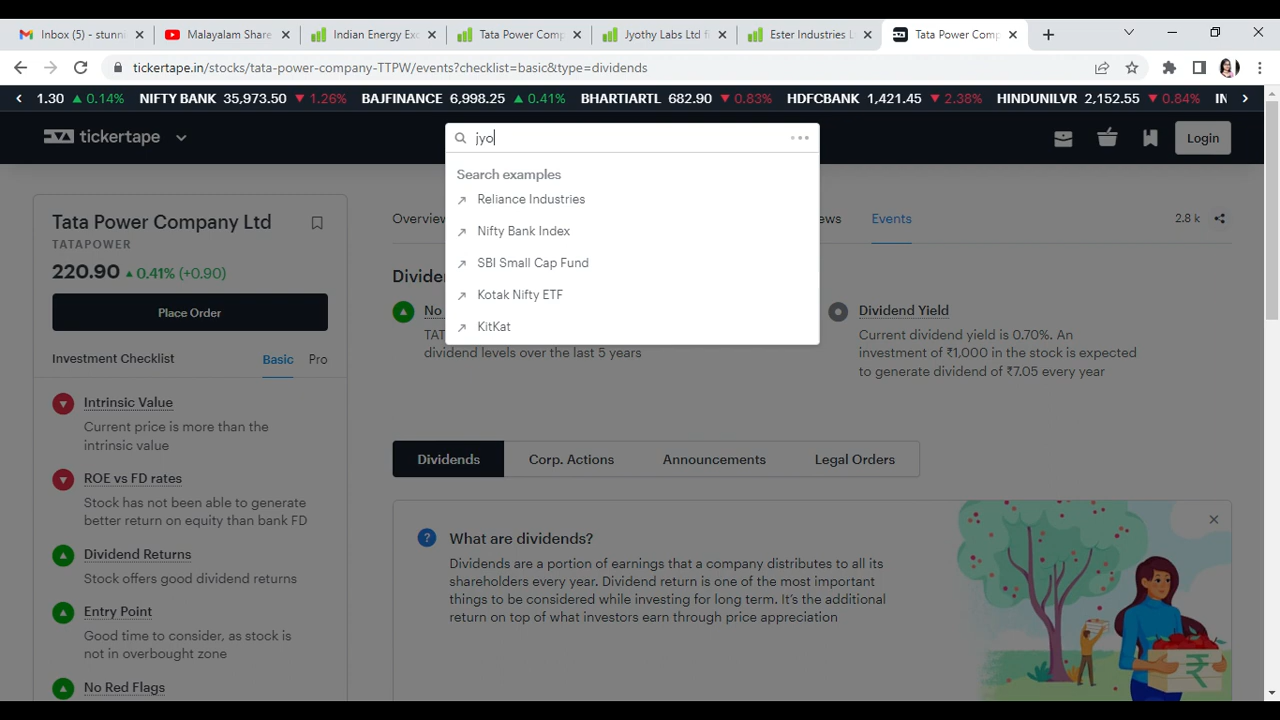 Inbox (5) - stunn
Malayalam Share
Indian Energy Exc
Tata Power Comp
Jyothy Labs Ltd fi
Ester Industries L
Tata Power Comp
tickertape.in/stocks/tata-power-company-TTPW/events?checklist=basic&type=dividends
1.30 0.14% NIFTY BANK 35,973.50 1.26% BAJFINANCE 6,998.25 0.41% BHARTIARTL 682.90 0.83% HDFCBANK 1,421.45 2.38% HINDUNILVR 2,152.55 0.84% IN
tickertape
jyo
Login
Search examples
Reliance Industries
Nifty Bank Index
SBI Small Cap Fund
Kotak Nifty ETF
KitKat
Tata Power Company Ltd
TATAPOWER
220.90 0.41% (+0.90)
Place Order
Investment Checklist Basic Pro
Intrinsic Value
Current price is more than the
intrinsic value
ROE vs FD rates
Stock has not been able to generate
better return on equity than bank FD
Dividend Returns
Stock offers good dividend returns
Entry Point
Good time to consider, as stock is
not in overbought zone
No Red Flags
Overview
ews
Events
2.8 k
Divide
No
TAT
dividend levels over the last 5 years
Dividend Yield
Current dividend yield is 0.70%. An
investment of ₹1,000 in the stock is expected
to generate dividend of ₹7.05 every year
Dividends Corp. Actions Announcements Legal Orders
What are dividends?
Dividends are a portion of earnings that a company distributes to all its
shareholders every year. Dividend return is one of the most important
things to be considered while investing for long term. It's the additional
return on top of what investors earn through price appreciation